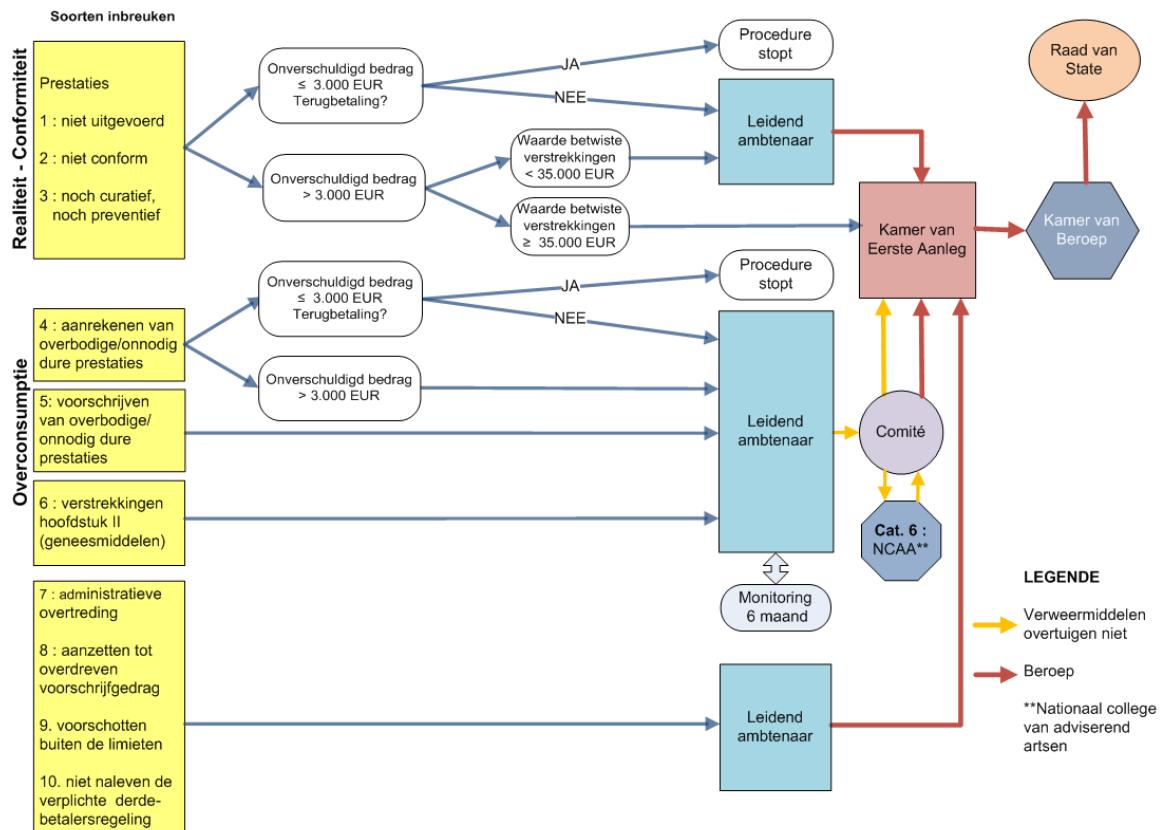 Soorten inbreuken
Realiteit - Conformiteit
Prestaties
1 : niet uitgevoerd
2 : niet conform
3 : noch curatief,
noch preventief
Onverschuldigd bedrag
≤ 3.000 EUR
Terugbetaling?
JA
NEE
Procedure
stopt
Onverschuldigd bedrag
> 3.000 EUR
Waarde betwiste
verstrekkingen
< 35.000 EUR
Waarde betwiste
verstrekkingen
≥ 35.000 EUR
Leidend
ambtenaar
Kamer van
Eerste Aanleg
Raad van
State
Kamer van
Beroep
Overconsumptie
4 : aanrekenen van
overbodige/onnodig
dure prestaties
Onverschuldigd bedrag
≤ 3.000 EUR
Terugbetaling?
JA
NEE
Procedure
stopt
Onverschuldigd bedrag
> 3.000 EUR
5: voorschrijven
van overbodige/
onnodig dure
prestaties
6 : verstrekkingen
hoofdstuk II
(geneesmiddelen)
Leidend
ambtenaar
Comité
Cat. 6 :
NCAA**
Monitoring
6 maand
7 : administratieve
overtreding
8 : aanzetten tot
overdreven
voorschrijfgedrag
9. voorschotten
buiten de limieten
10. niet naleven de
verplichte derde-
betalersregeling
Leidend
ambtenaar
LEGENDE
Verweermiddelen
overtuigen niet
Beroep
**Nationaal college
van adviserend
artsen